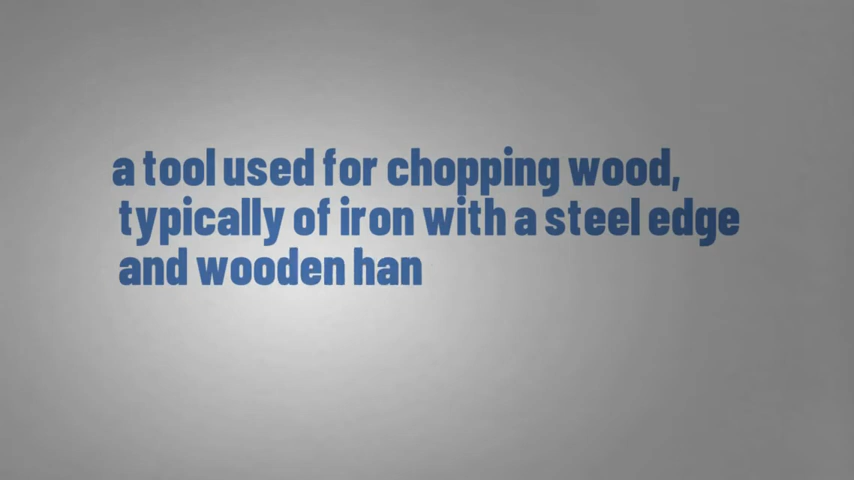 a tool used for chopping wood,
typically of iron with a steel edge
and wooden han